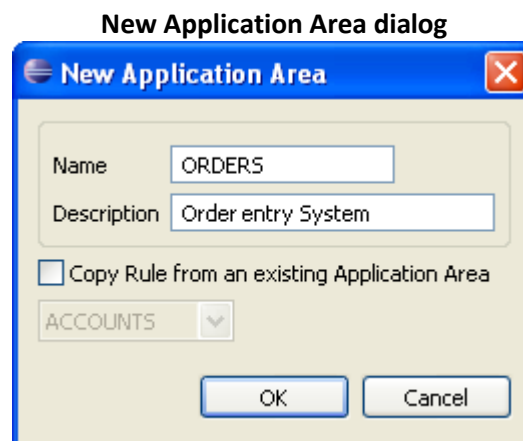 New Application Area dialog
New Application Area
Name ORDERS
Description Order entry System
Copy Rule from an existing Application Area
ACCOUNTS
OK Cancel